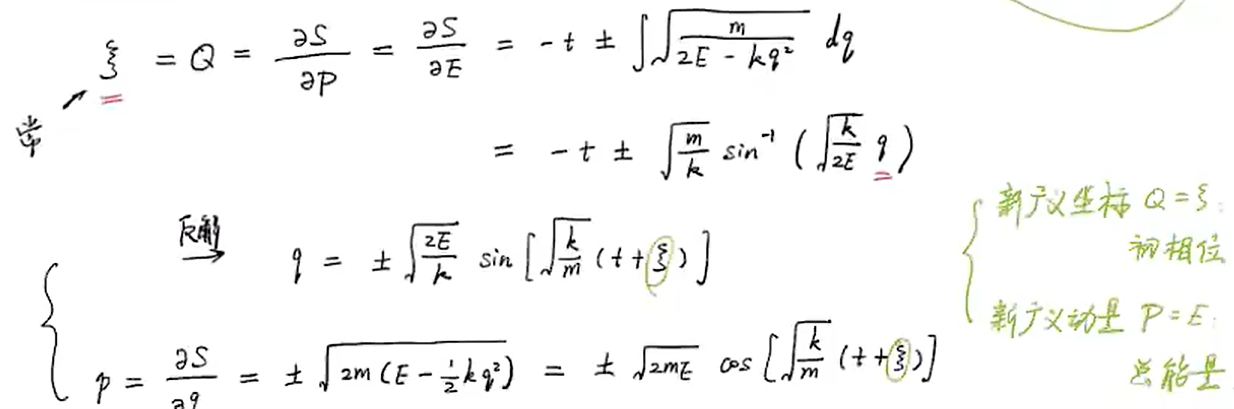 ξ = Q = ∂S/∂P = ∂S/∂E = -t ± ∫√(m/(2E - kq²)) dq
常
= -t ± √(m/k) sin⁻¹(√(k/2E) q)
反解 → q = ± √(2E/k) sin[√(k/m)(t+ξ)]
p = ∂S/∂q = ± √(2m(E - ½kq²)) = ± √(2mE) cos[√(k/m)(t+ξ)]
新广义坐标 Q = ξ:
初相位
新广义动量 P = E:
总能量